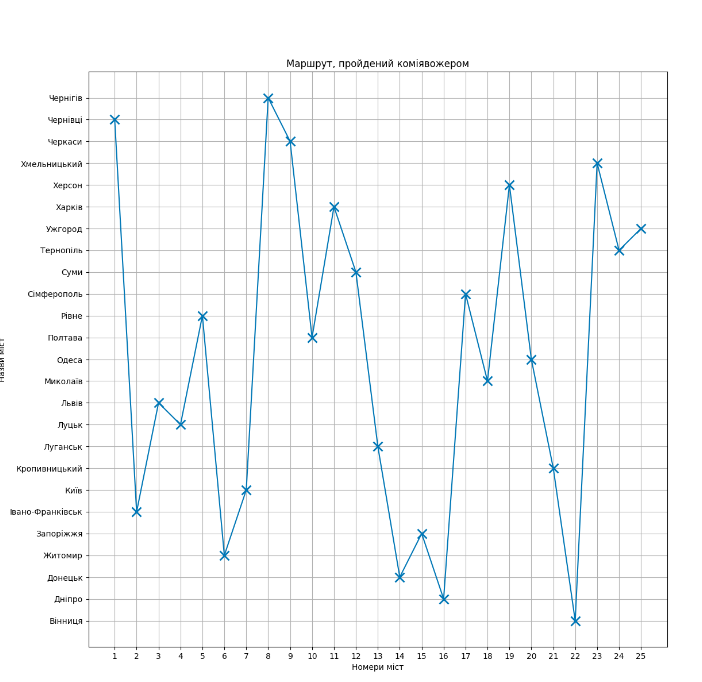 Маршрут, пройдений коміявожером
Чернігів
Чернівці
Черкаси
Хмельницький
Херсон
Харків
Ужгород
Тернопіль
Суми
Сімферополь
Рівне
Полтава
Одеса
Миколаїв
Львів
Луцьк
Луганськ
Кропивницький
Київ
Івано-Франківськ
Запоріжжя
Житомир
Донецьк
Дніпро
Вінниця
Назви міст
1 2 3 4 5 6 7 8 9 10 11 12 13 14 15 16 17 18 19 20 21 22 23 24 25
Номери міст